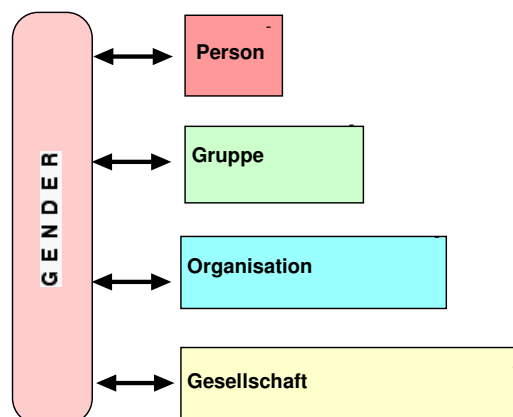 GENDER
Person
Gruppe
Organisation
Gesellschaft